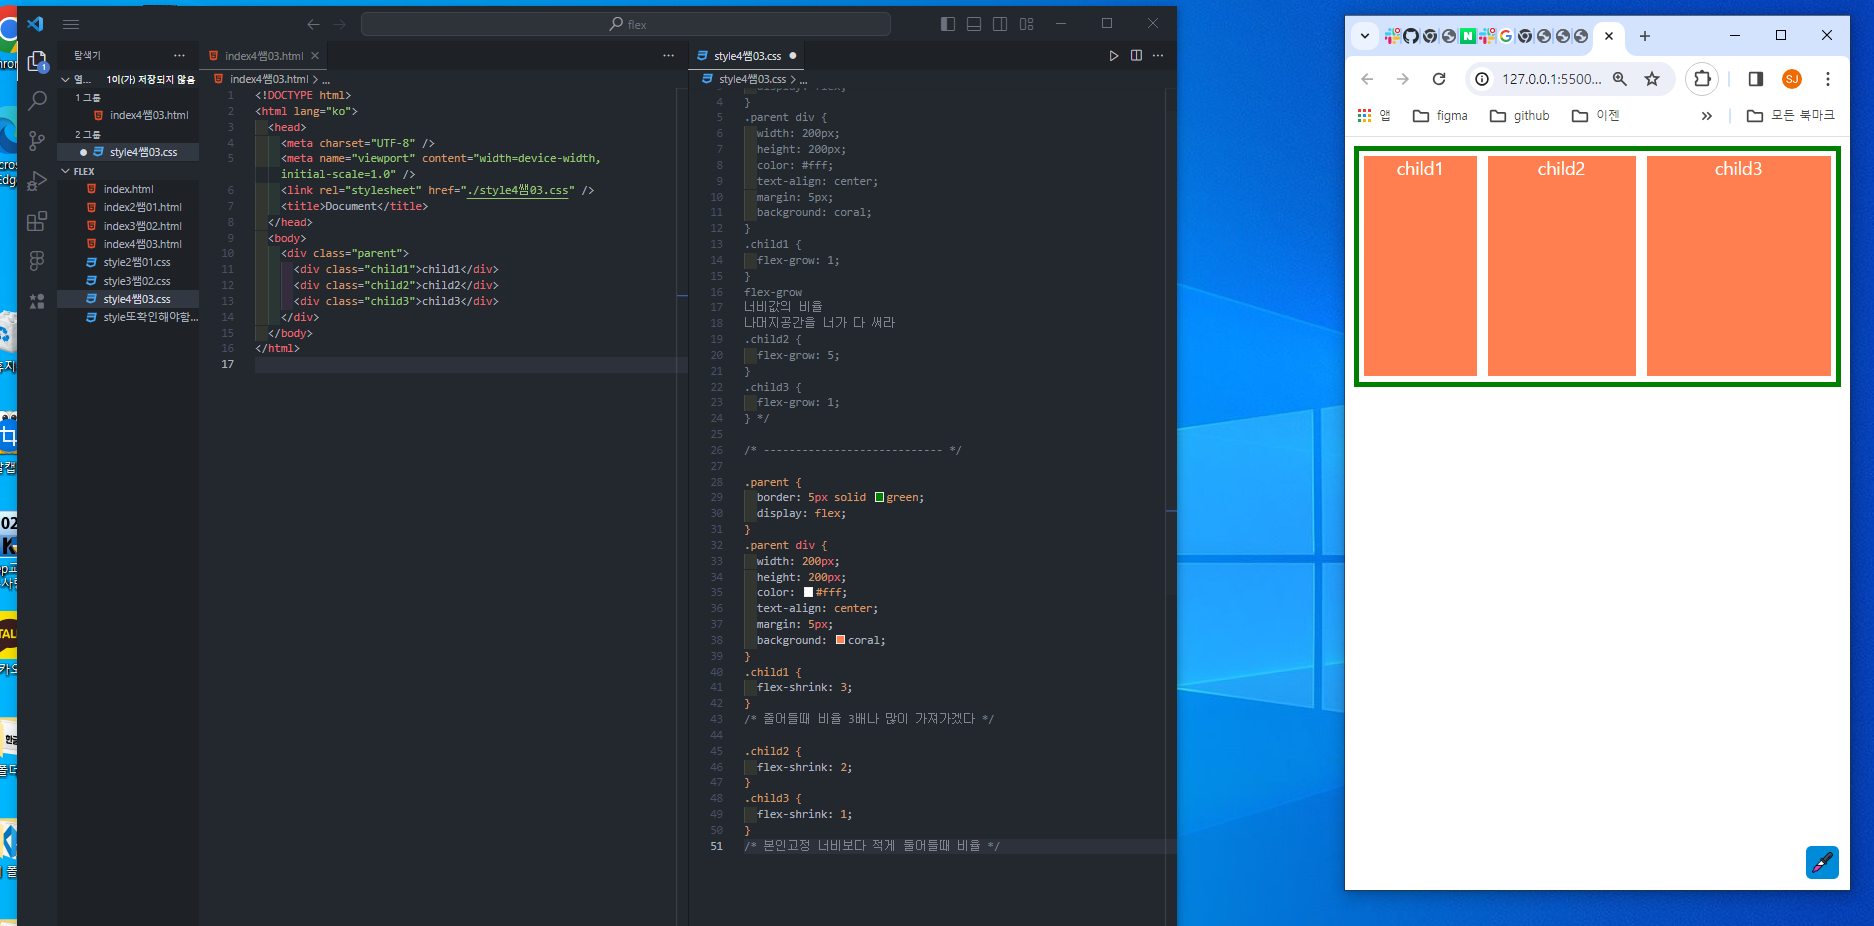 flex
탐색기
열... 1이(가) 저장되지 않음
1 그룹
index4쌤03.html
2 그룹
style4쌤03.css
FLEX
index.html
index2쌤01.html
index3쌤02.html
index4쌤03.html
style2쌤01.css
style3쌤02.css
style4쌤03.css
style또확인해야함...
index4쌤03.html
index4쌤03.html > ...
1 <!DOCTYPE html>
2 <html lang="ko">
3 <head>
4 <meta charset="UTF-8" />
5 <meta name="viewport" content="width=device-width,
initial-scale=1.0" />
6 <link rel="stylesheet" href="./style4쌤03.css" />
7 <title>Document</title>
8 </head>
9 <body>
10 <div class="parent">
11 <div class="child1">child1</div>
12 <div class="child2">child2</div>
13 <div class="child3">child3</div>
14 </div>
15 </body>
16 </html>
17
style4쌤03.css
style4쌤03.css > ...
3 display: flex;
4 }
5 .parent div {
6 width: 200px;
7 height: 200px;
8 color: #fff;
9 text-align: center;
10 margin: 5px;
11 background: coral;
12 }
13 .child1 {
14 flex-grow: 1;
15 }
16 flex-grow
17 너비값의 비율
18 나머지공간을 너가 다 써라
19 .child2 {
20 flex-grow: 5;
21 }
22 .child3 {
23 flex-grow: 1;
24 } */
25
26 /* ---------------------------- */
27
28 .parent {
29 border: 5px solid green;
30 display: flex;
31 }
32 .parent div {
33 width: 200px;
34 height: 200px;
35 color: #fff;
36 text-align: center;
37 margin: 5px;
38 background: coral;
39 }
40 .child1 {
41 flex-shrink: 3;
42 }
43 /* 줄어들때 비율 3배나 많이 가져가겠다 */
44
45 .child2 {
46 flex-shrink: 2;
47 }
48 .child3 {
49 flex-shrink: 1;
50 }
51 /* 본인고정 너비보다 적게 줄어들때 비율 */
127.0.0.1:5500...
SJ
앱
figma
github
이젠
모든 북마크
child1
child2
child3